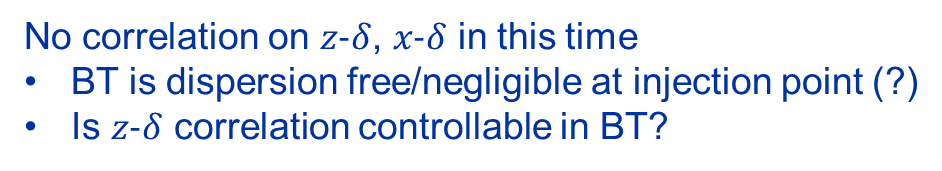 No correlation on z-δ, x-δ in this time
• BT is dispersion free/negligible at injection point (?)
• Is z-δ correlation controllable in BT?